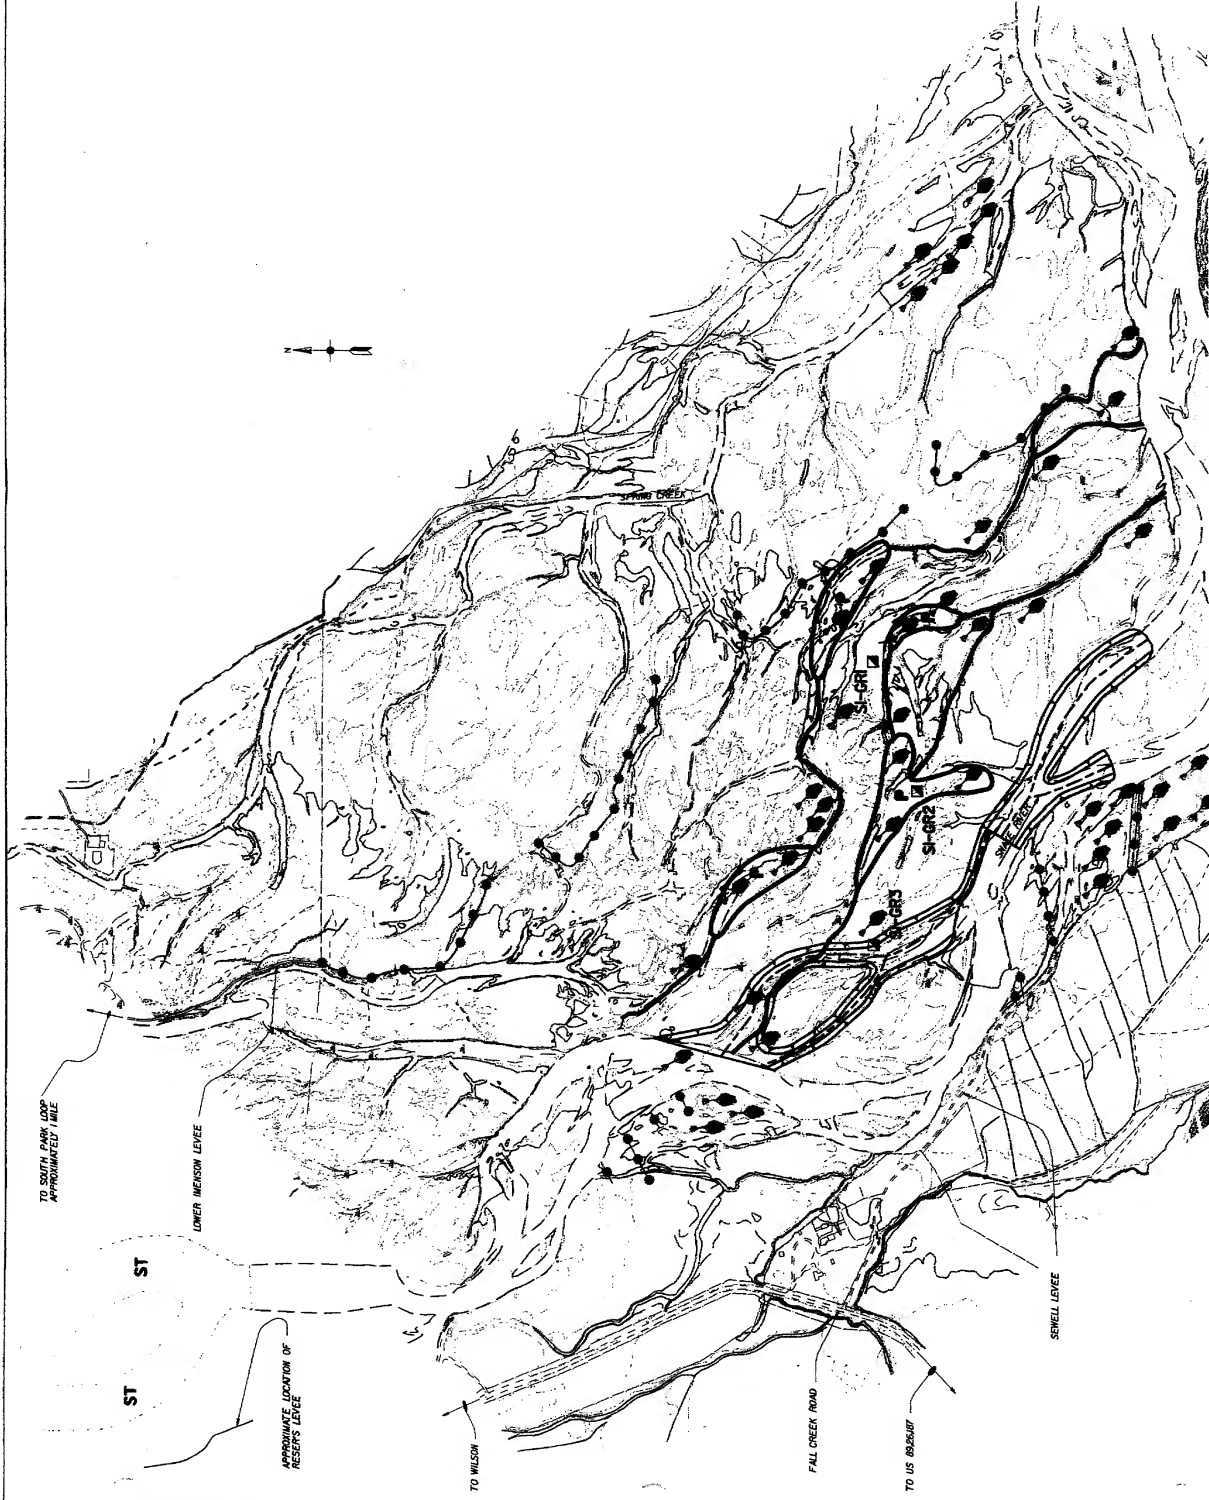 N
SPRING CREEK
TO SOUTH PARK LOOP
APPROXIMATELY 1 MILE
LOWER IMENSON LEVEE
ST
ST
APPROXIMATE LOCATION OF
RESER'S LEVEE
TO WILSON
FALL CREEK ROAD
TO US 89,26,187
SEWELL LEVEE
SI-GR1
SI-GR2
SI-GR3